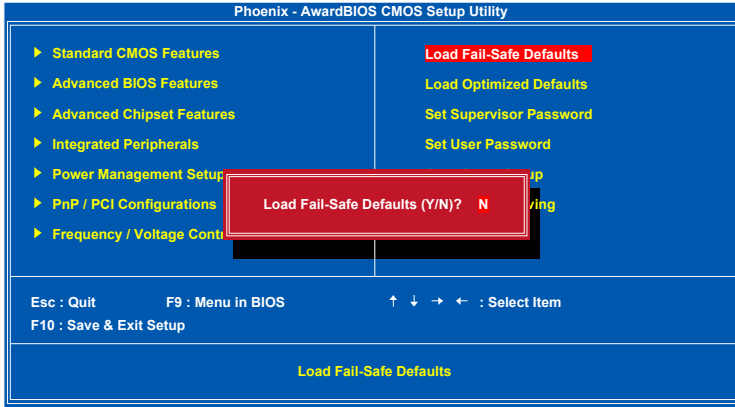 Phoenix - AwardBIOS CMOS Setup Utility
Standard CMOS Features
Advanced BIOS Features
Advanced Chipset Features
Integrated Peripherals
Power Management Setup
PnP / PCI Configurations
Frequency / Voltage
Load Fail-Safe Defaults
Load Optimized Defaults
Set Supervisor Password
Set User Password
Load Fail-Safe Defaults (Y/N)? N
Esc : Quit F9 : Menu in BIOS ↑ ↓ → ← : Select Item
F10 : Save & Exit Setup
Load Fail-Safe Defaults